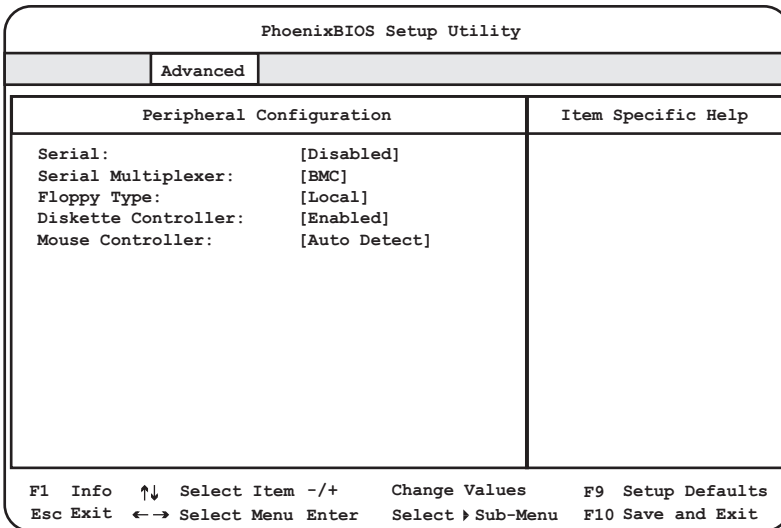 PhoenixBIOS Setup Utility
Advanced
Peripheral Configuration
Item Specific Help
Serial: [Disabled]
Serial Multiplexer: [BMC]
Floppy Type: [Local]
Diskette Controller: [Enabled]
Mouse Controller: [Auto Detect]
F1 Info ↑↓ Select Item -/+ Change Values F9 Setup Defaults
Esc Exit ←→ Select Menu Enter Select ▸ Sub-Menu F10 Save and Exit